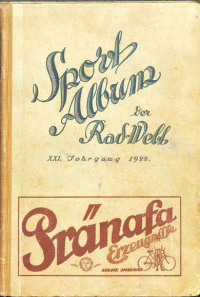 Sport
Album
der
Rad-Welt
XXI. Jahrgang 1922.
Pränafa
Erzeugnisse